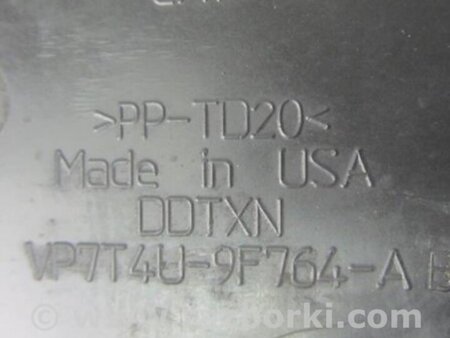 >PP-TD20<
Made in USA
DDTXN
VP7T4U-9F764-A